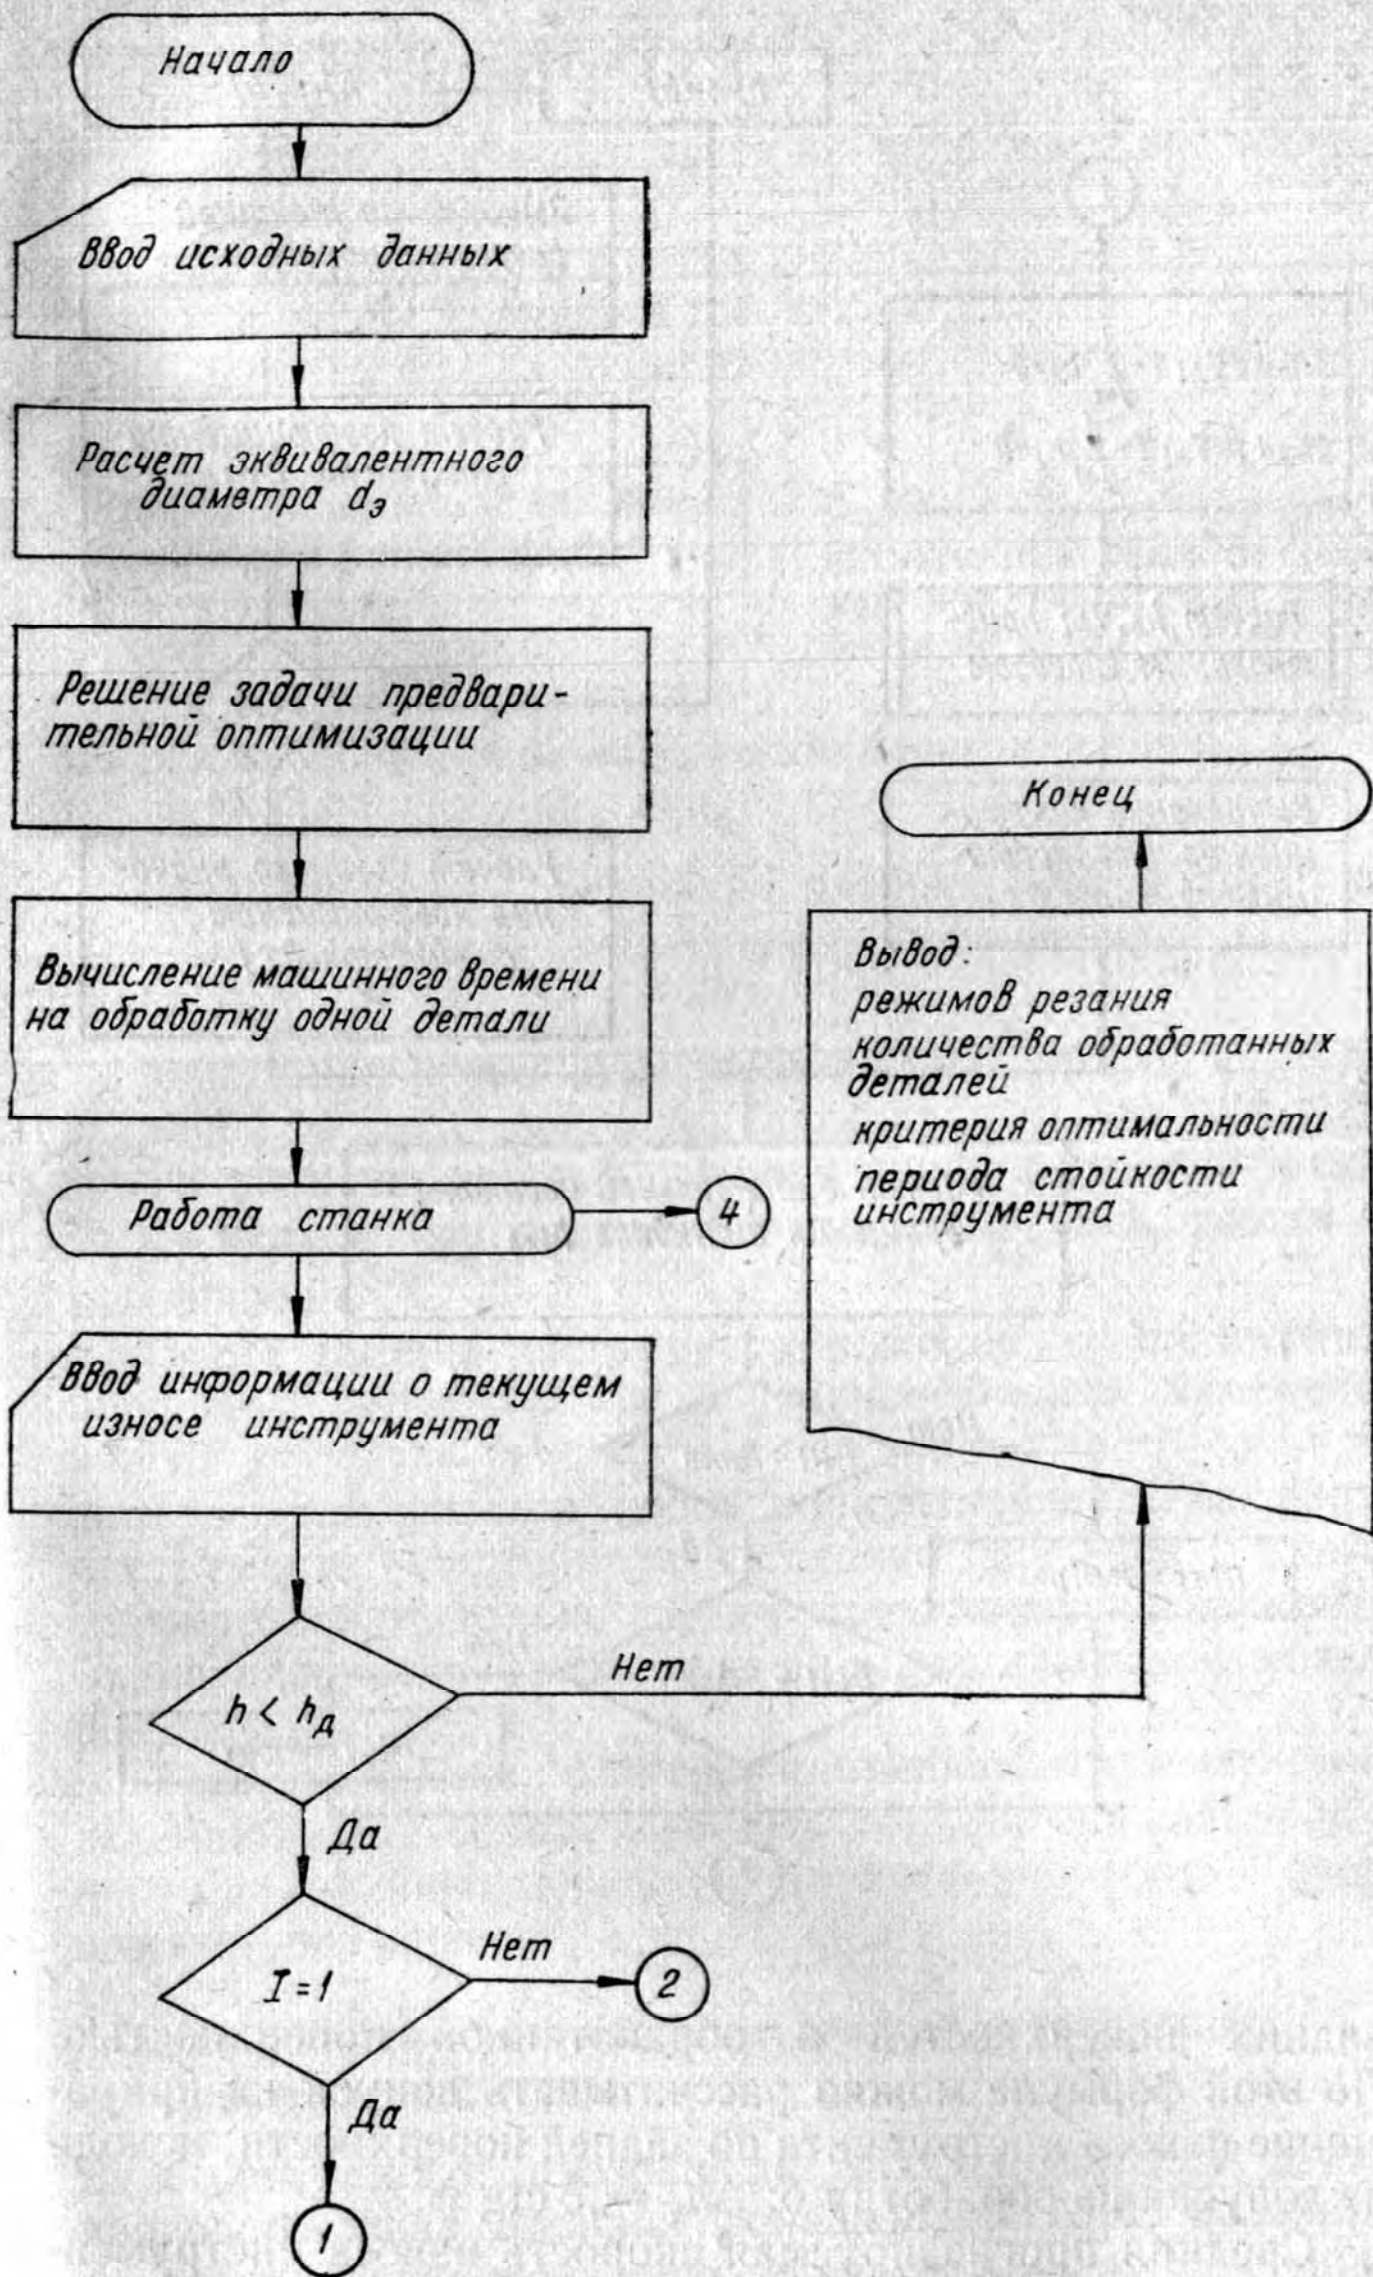 Начало
Ввод исходных данных
Расчет эквивалентного
диаметра dэ
Решение задачи предвари-
тельной оптимизации
Вычисление машинного времени
на обработку одной детали
Работа станка
4
Ввод информации о текущем
износе инструмента
h < hд
Нет
Да
I=1
Нет
2
Да
1
Конец
Вывод:
режимов резания
количества обработанных
деталей
критерия оптимальности
периода стойкости
инструмента